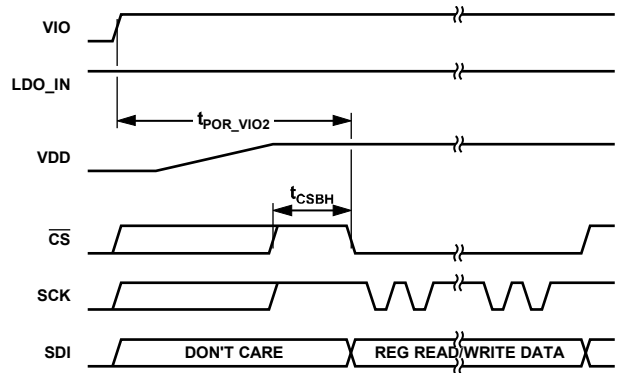 VIO
LDO_IN
tPOR_VIO2
VDD
tCSBH
CS
SCK
SDI
DON'T CARE
REG READ/WRITE DATA